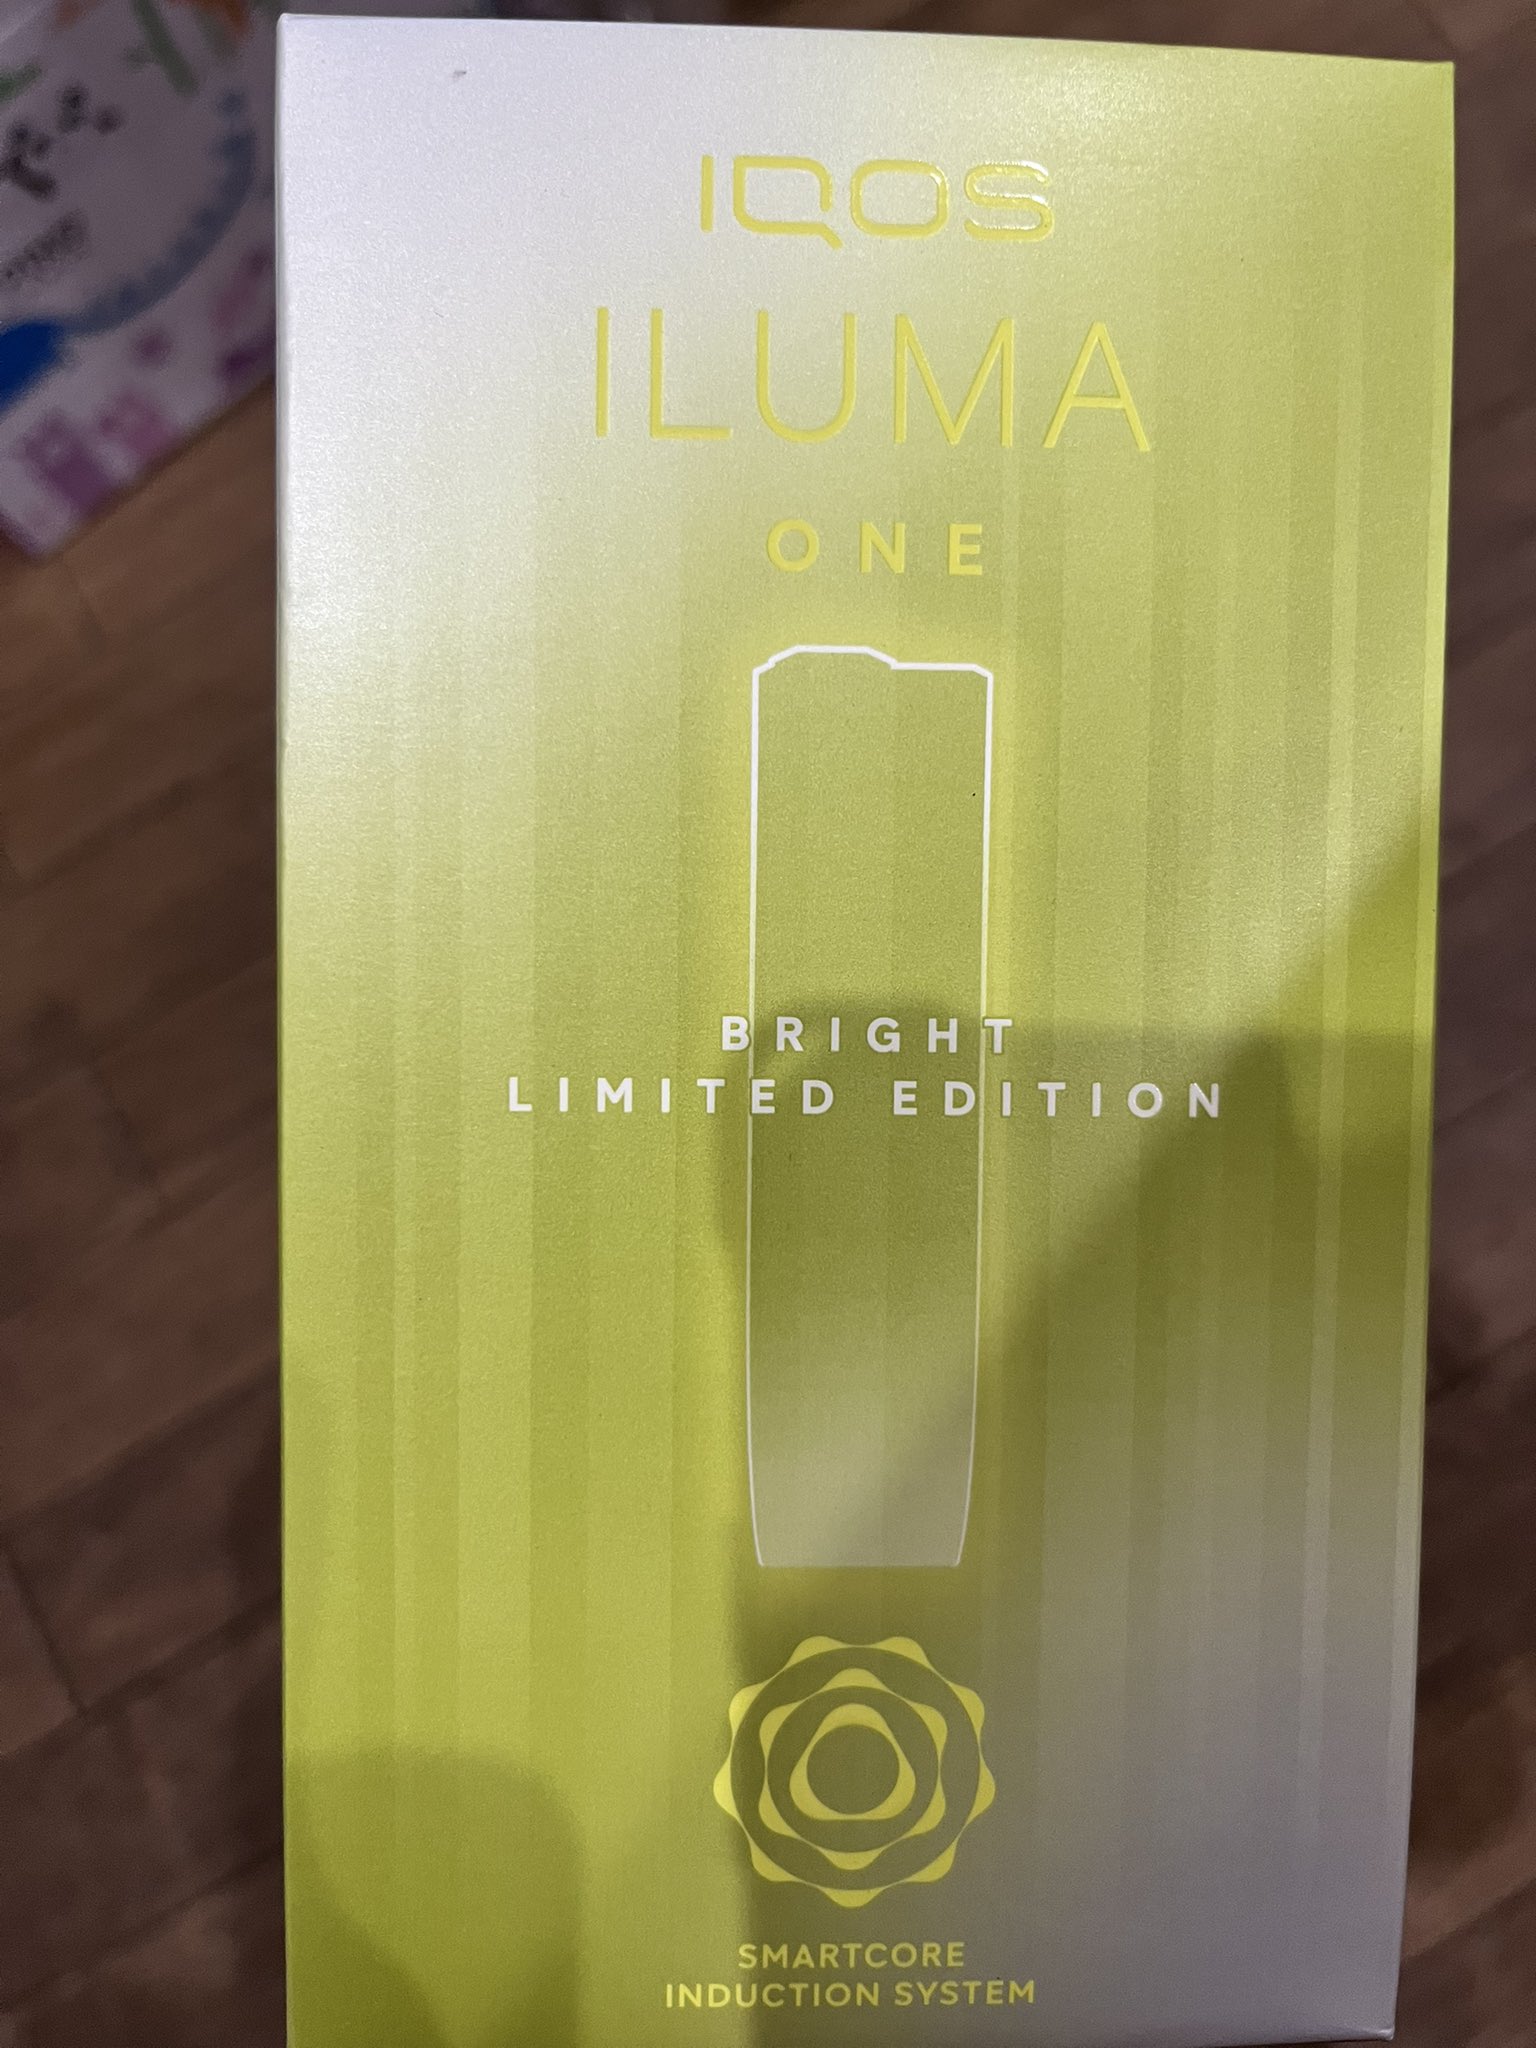 IQOS
ILUMA
ONE
BRIGHT
LIMITED EDITION
SMARTCORE
INDUCTION SYSTEM